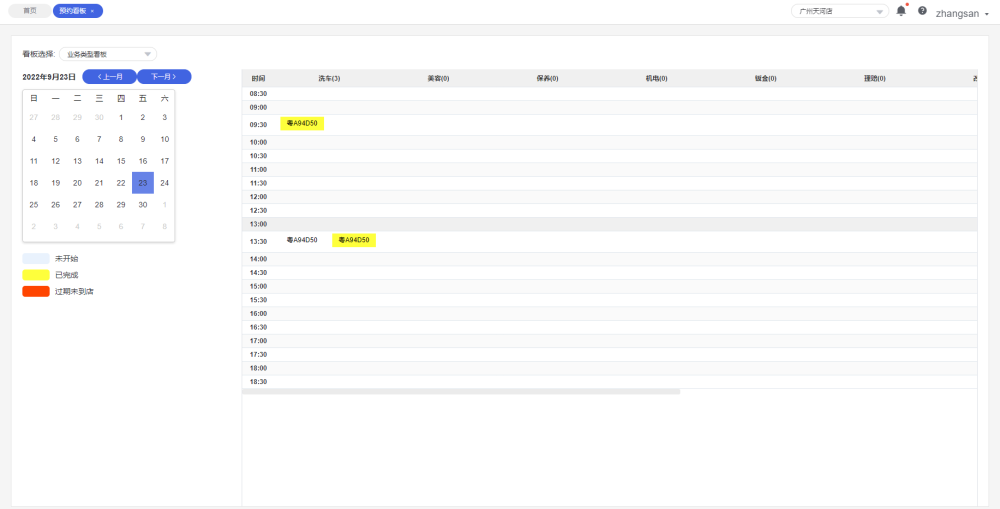 首页 预约看板 × 广州天河店 zhangsan
看板选择: 业务类型看板
2022年9月23日 <上一月 下一月>
日 一 二 三 四 五 六
27 28 29 30 1 2 3
4 5 6 7 8 9 10
11 12 13 14 15 16 17
18 19 20 21 22 23 24
25 26 27 28 29 30 1
2 3 4 5 6 7 8
未开始
已完成
过期未到店
时间 洗车(3) 美容(0) 保养(0) 机电(0) 钣金(0) 理赔(0)
08:30
09:00
09:30 粤A94D50
10:00
10:30
11:00
11:30
12:00
12:30
13:00
13:30 粤A94D50 粤A94D50
14:00
14:30
15:00
15:30
16:00
16:30
17:00
17:30
18:00
18:30